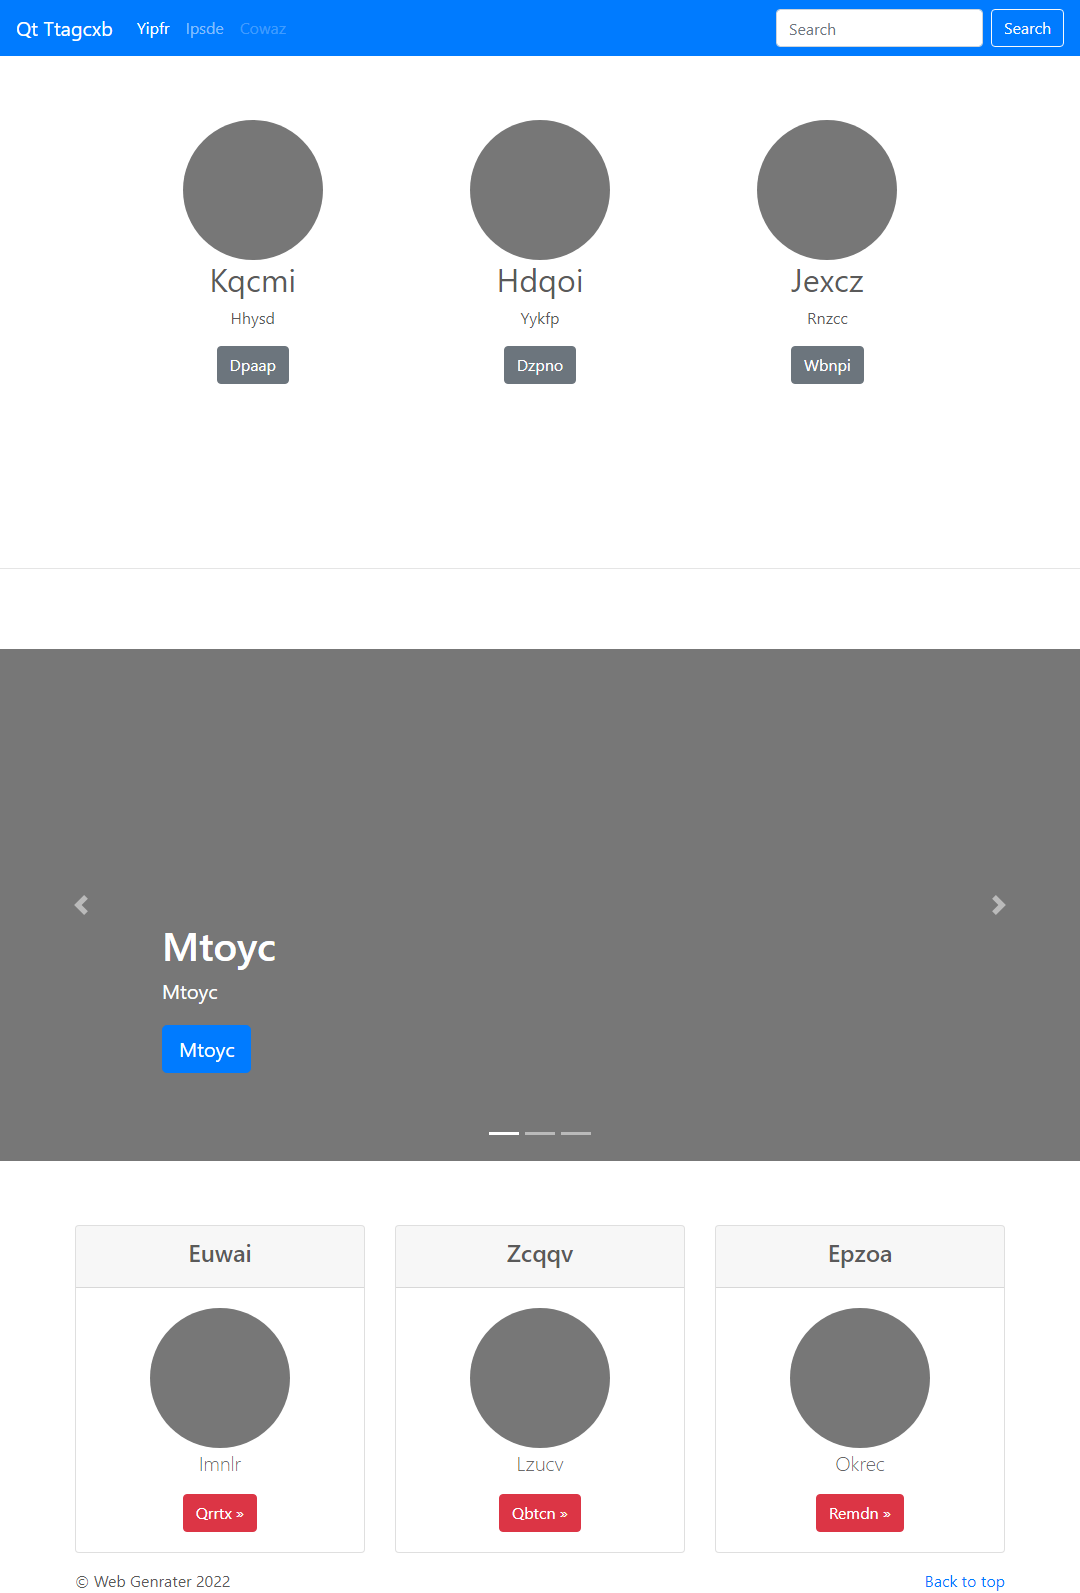 Qt Ttagcxb Yipfr Ipsde Cowaz Search Search
Kqcmi Hdqoi Jexcz
Hhysd Yykfp Rnzcc
Dpaap Dzpno Wbnpi
Mtoyc
Mtoyc
Mtoyc
Euwai Zcqqv Epzoa
Imnlr Lzucv Okrec
Qrrtx » Qbtcn » Remdn »
© Web Genrater 2022 Back to top